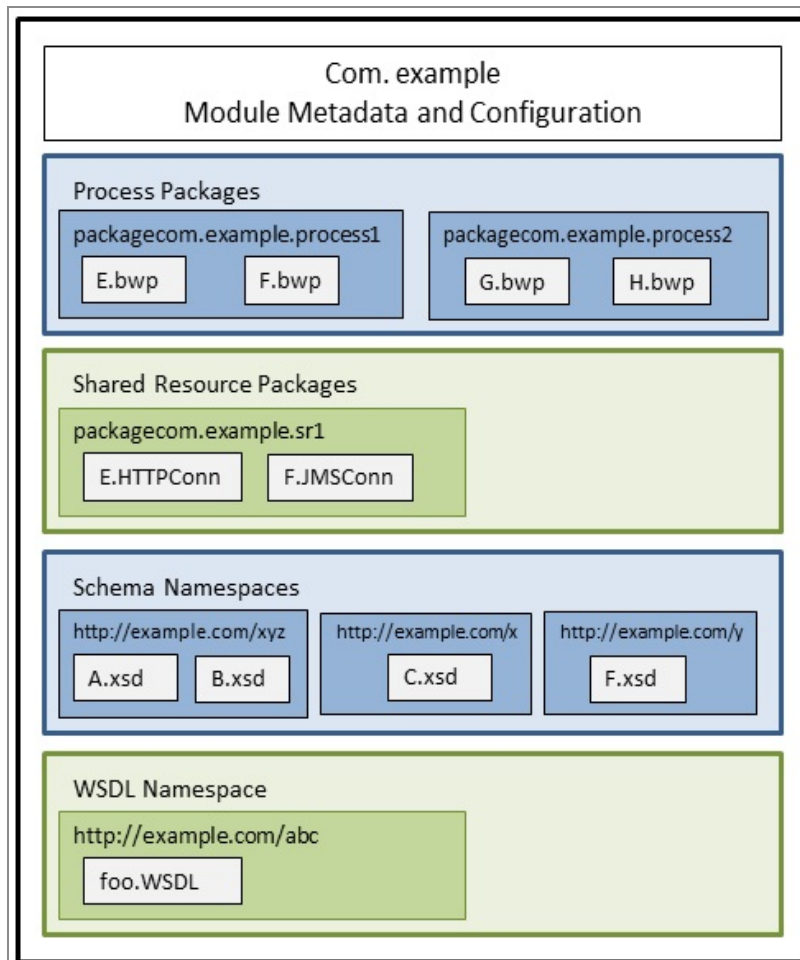 Com. example
Module Metadata and Configuration
Process Packages
packagecom.example.process1
E.bwp
F.bwp
packagecom.example.process2
G.bwp
H.bwp
Shared Resource Packages
packagecom.example.sr1
E.HTTPConn
F.JMSConn
Schema Namespaces
http://example.com/xyz
A.xsd
B.xsd
http://example.com/x
C.xsd
http://example.com/y
F.xsd
WSDL Namespace
http://example.com/abc
foo.WSDL